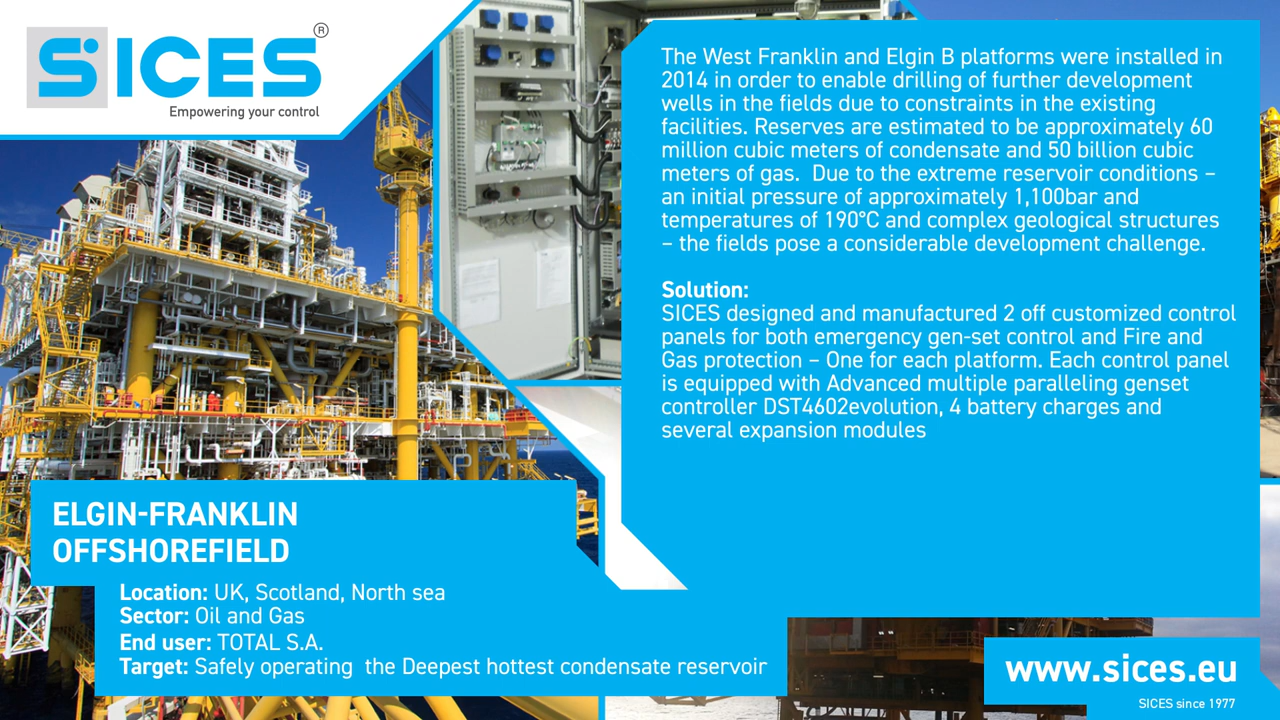 SICES®
Empowering your control
The West Franklin and Elgin B platforms were installed in
2014 in order to enable drilling of further development
wells in the fields due to constraints in the existing
facilities. Reserves are estimated to be approximately 60
million cubic meters of condensate and 50 billion cubic
meters of gas.  Due to the extreme reservoir conditions –
an initial pressure of approximately 1,100bar and
temperatures of 190°C and complex geological structures
– the fields pose a considerable development challenge.
Solution:
SICES designed and manufactured 2 off customized control
panels for both emergency gen-set control and Fire and
Gas protection – One for each platform. Each control panel
is equipped with Advanced multiple paralleling genset
controller DST4602evolution, 4 battery charges and
several expansion modules
ELGIN-FRANKLIN
OFFSHOREFIELD
Location: UK, Scotland, North sea
Sector: Oil and Gas
End user: TOTAL S.A.
Target: Safely operating  the Deepest hottest condensate reservoir
www.sices.eu
SICES since 1977